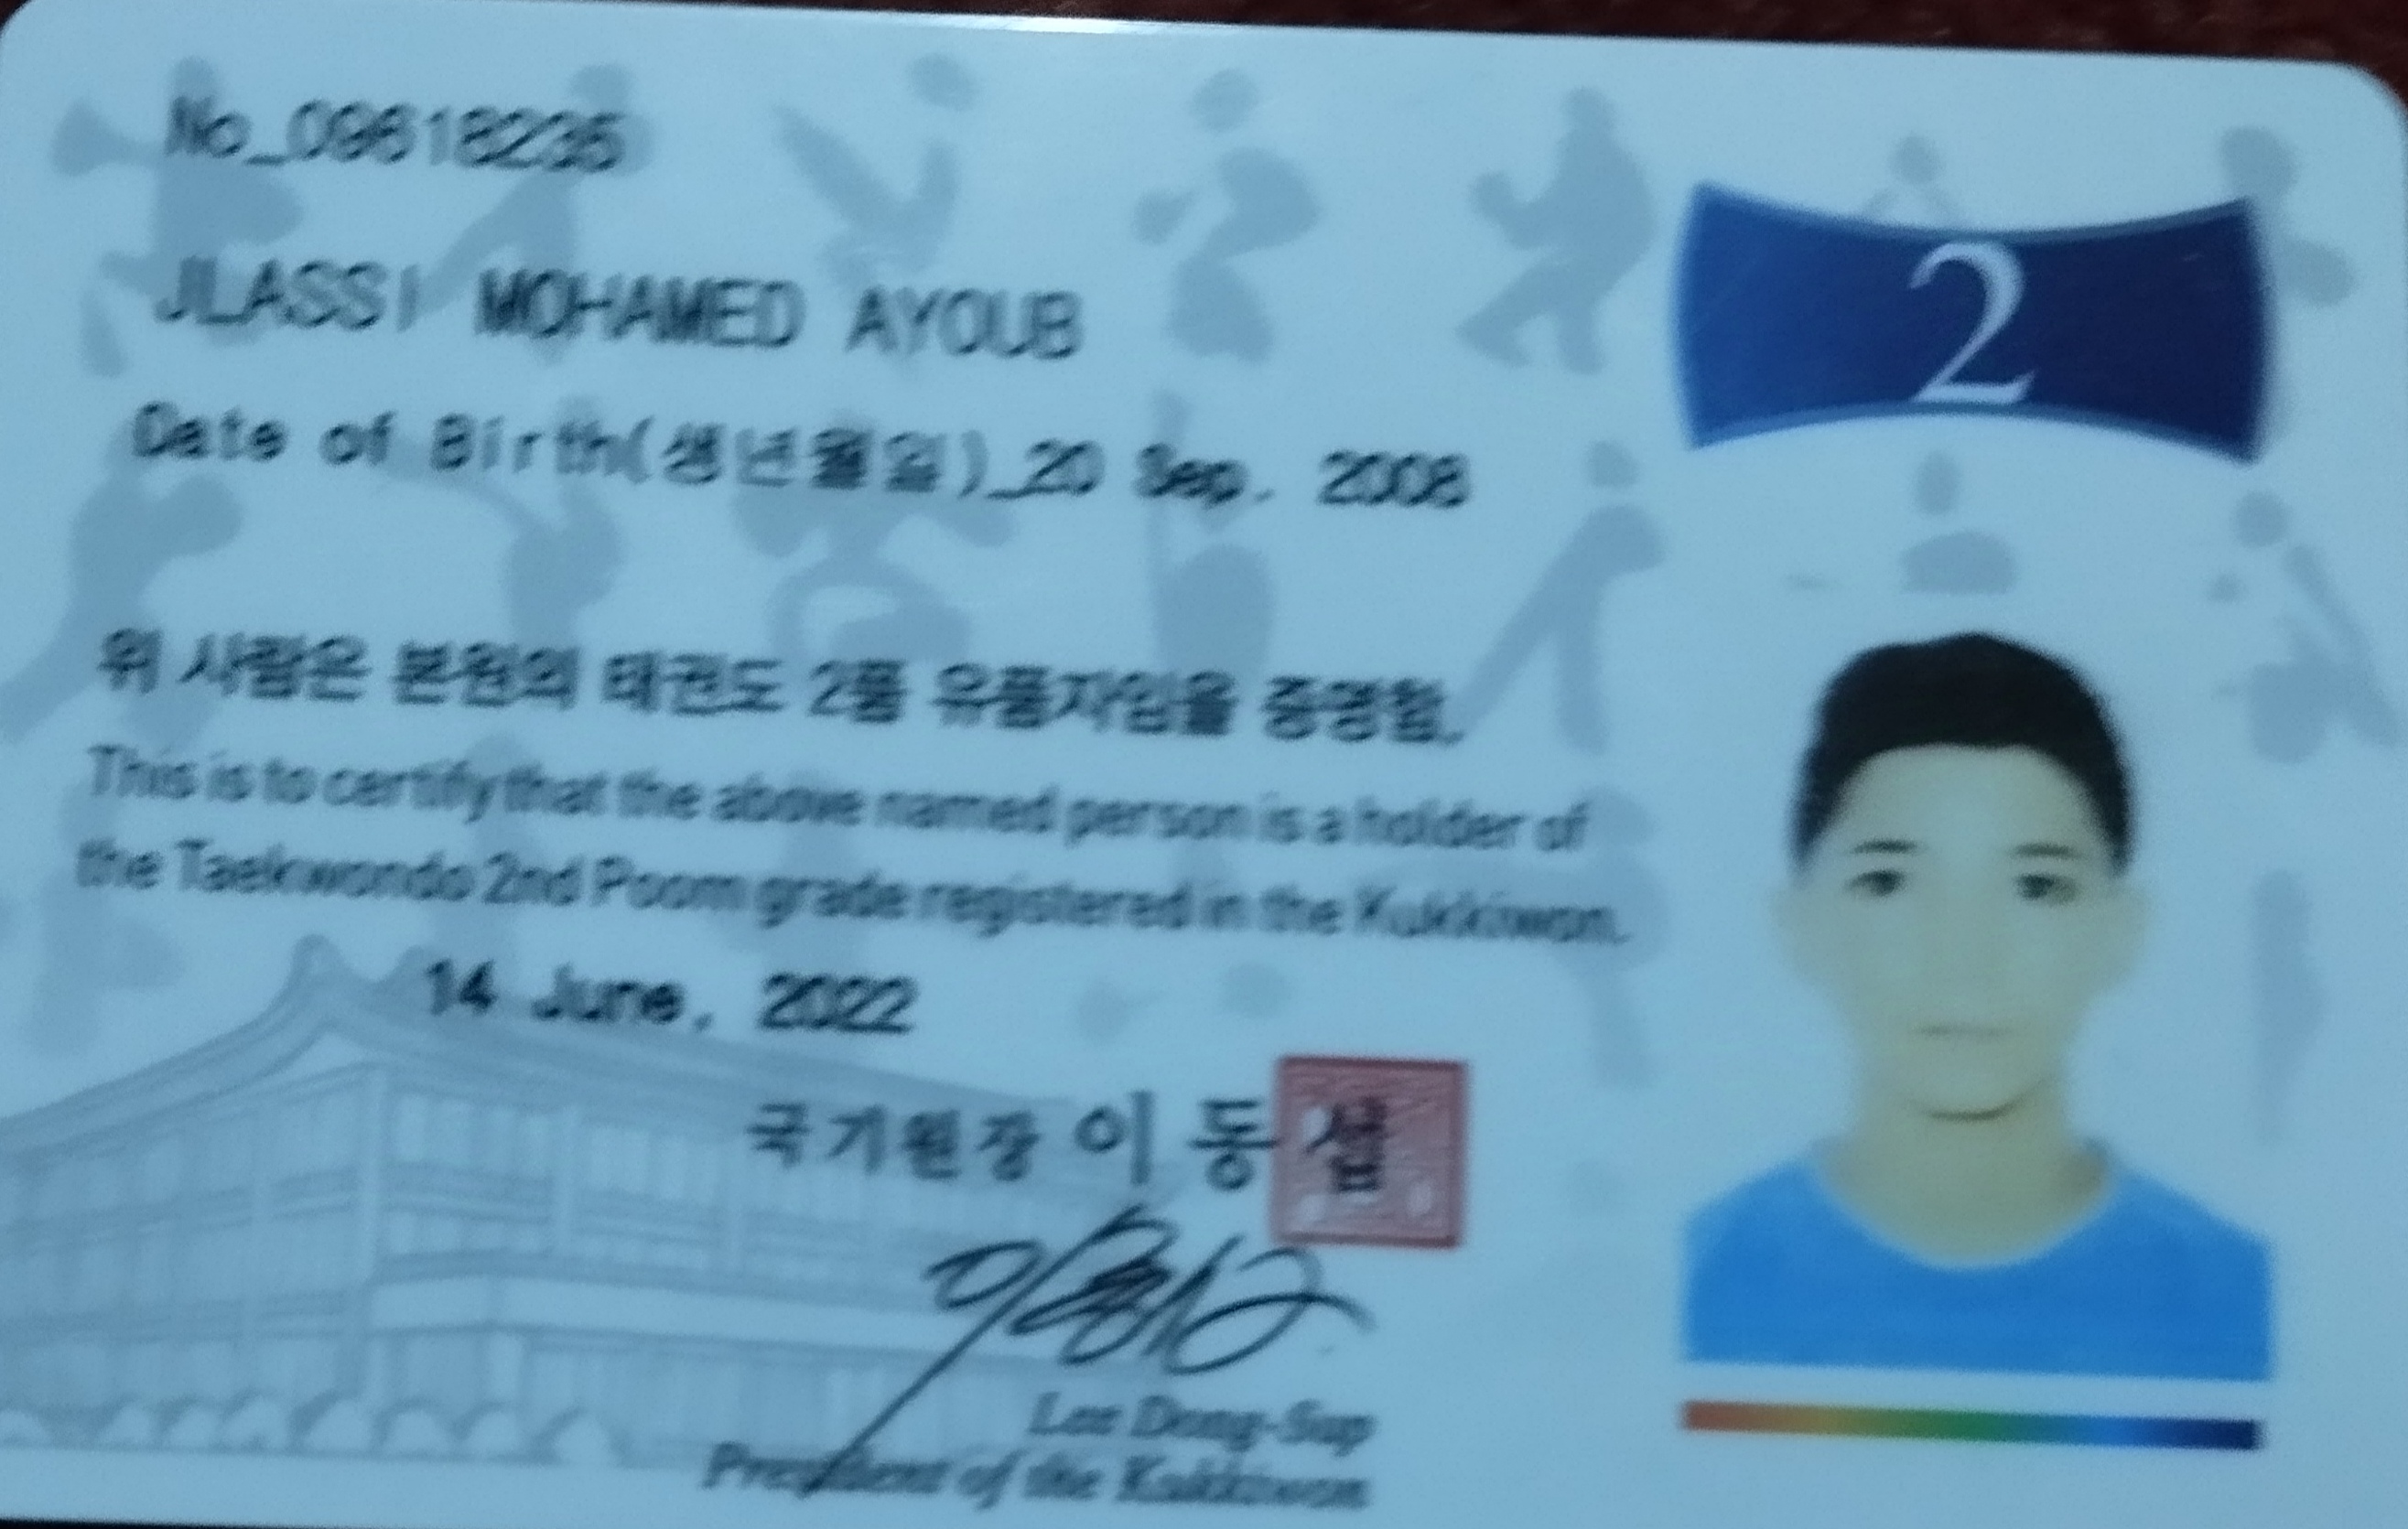 No_09818235
JLASSI MOHAMED AYOUB
2
Date of Birth(생년월일)_20 Sep. 2008
위 사람은 본원의 태권도 2품 유품자임을 증명함.
This is to certify that the above named person is a holder of
the Taekwondo 2nd Poom grade registered in the Kukkiwon.
14 June, 2022
국기원장 이 동 섭
Lee Dong-Sup
President of the Kukkiwon